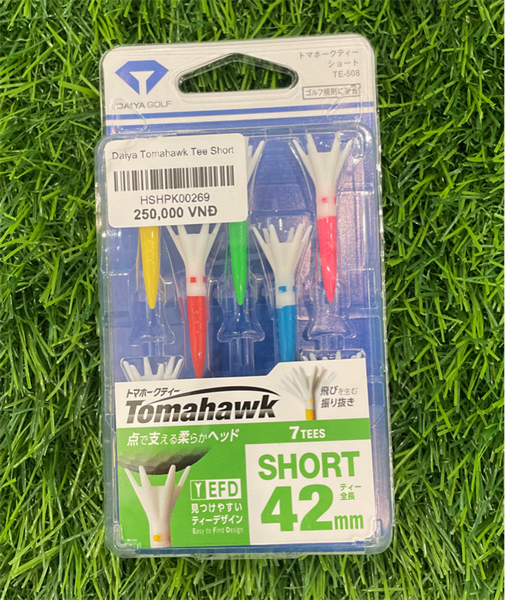 トマホークティー
ショート
TE-508
ゴルフ規則に適合
DAIYA GOLF
Daiya Tomahawk Tee Short
HSHPK00269
250,000 VNĐ
トマホークティー
Tomahawk
点で支える柔らかヘッド
飛びを生む
振り抜き
7TEES
EFD
見つけやすい
ティーデザイン
Easy to Find Design
SHORT
42mm
ティー
全長